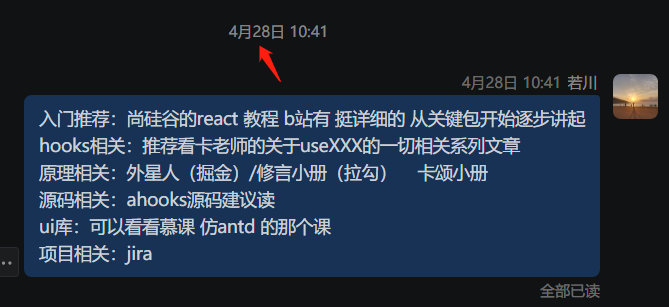 4月28日 10:41
4月28日 10:41 若川
入门推荐：尚硅谷的react 教程 b站有 挺详细的 从关键包开始逐步讲起
hooks相关：推荐看卡老师的关于useXXX的一切相关系列文章
原理相关：外星人（掘金）/修言小册（拉勾） 卡颂小册
源码相关：ahooks源码建议读
ui库：可以看看慕课 仿antd 的那个课
项目相关：jira
全部已读